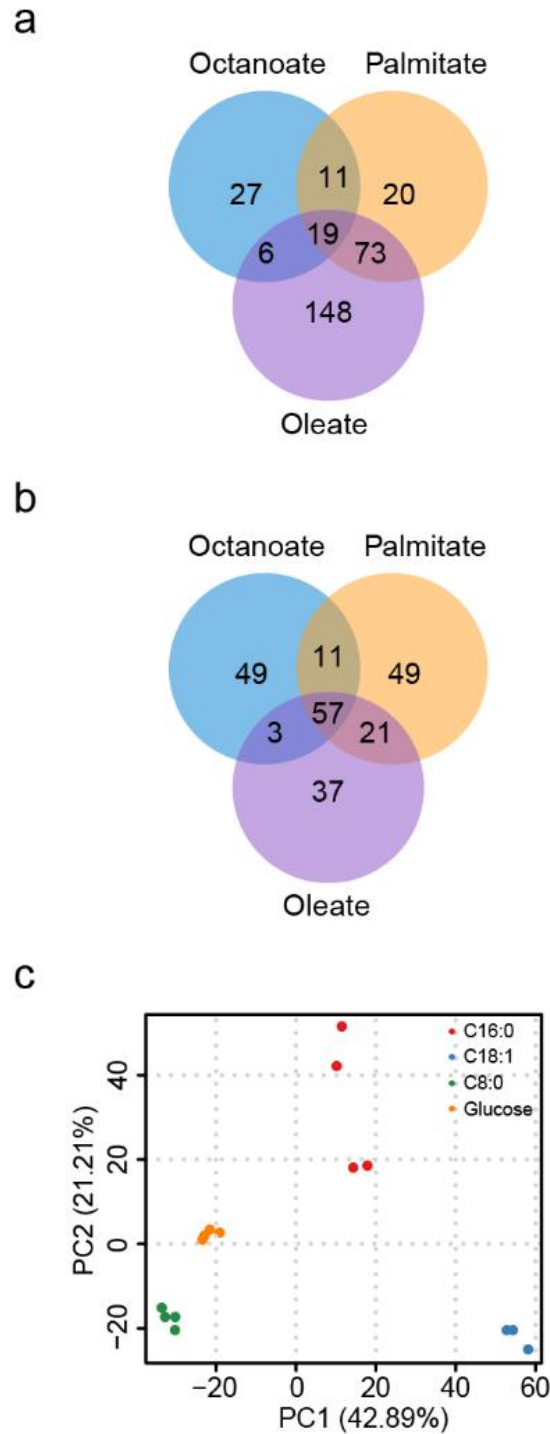 a
Octanoate Palmitate
27 11 20
19
6 73
148
Oleate
b
Octanoate Palmitate
49 11 49
57
3 21
37
Oleate
c
C16:0
C18:1
C8:0
Glucose
40
20
0
−20
PC2 (21.21%)
−20 0 20 40 60
PC1 (42.89%)